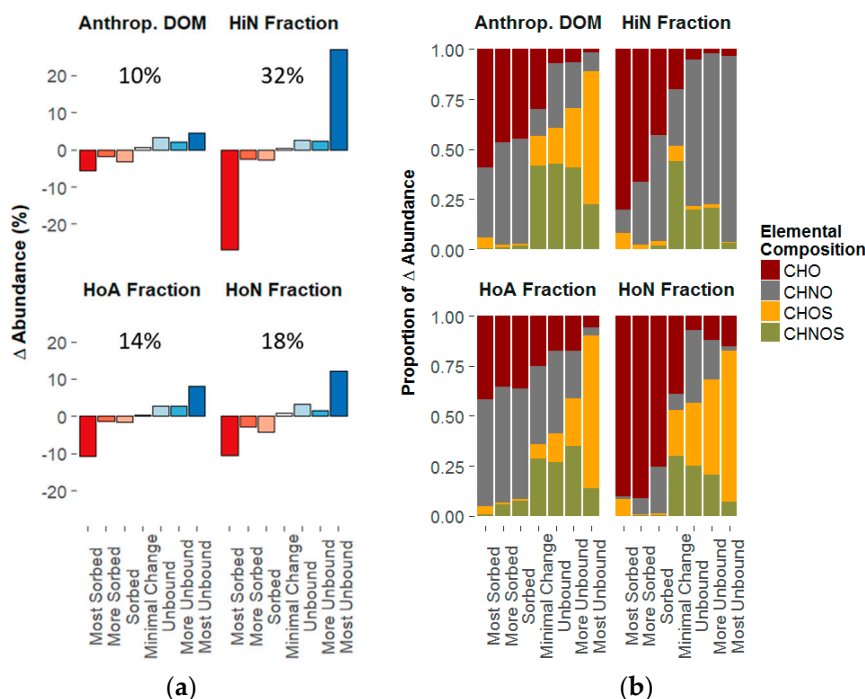 Anthrop. DOM
HiN Fraction
10%
32%
20
10
0
-10
-20
HoA Fraction
HoN Fraction
14%
18%
20
10
0
-10
-20
Δ Abundance (%)
Most Sorbed
More Sorbed
Sorbed
Minimal Change
Unbound
More Unbound
Most Unbound
Most Sorbed
More Sorbed
Sorbed
Minimal Change
Unbound
More Unbound
Most Unbound
(a)
Anthrop. DOM
HiN Fraction
1.00
0.75
0.50
0.25
0.00
HoA Fraction
HoN Fraction
1.00
0.75
0.50
0.25
0.00
Proportion of Δ Abundance
Most Sorbed
More Sorbed
Sorbed
Minimal Change
Unbound
More Unbound
Most Unbound
Most Sorbed
More Sorbed
Sorbed
Minimal Change
Unbound
More Unbound
Most Unbound
(b)
Elemental
Composition
CHO
CHNO
CHOS
CHNOS